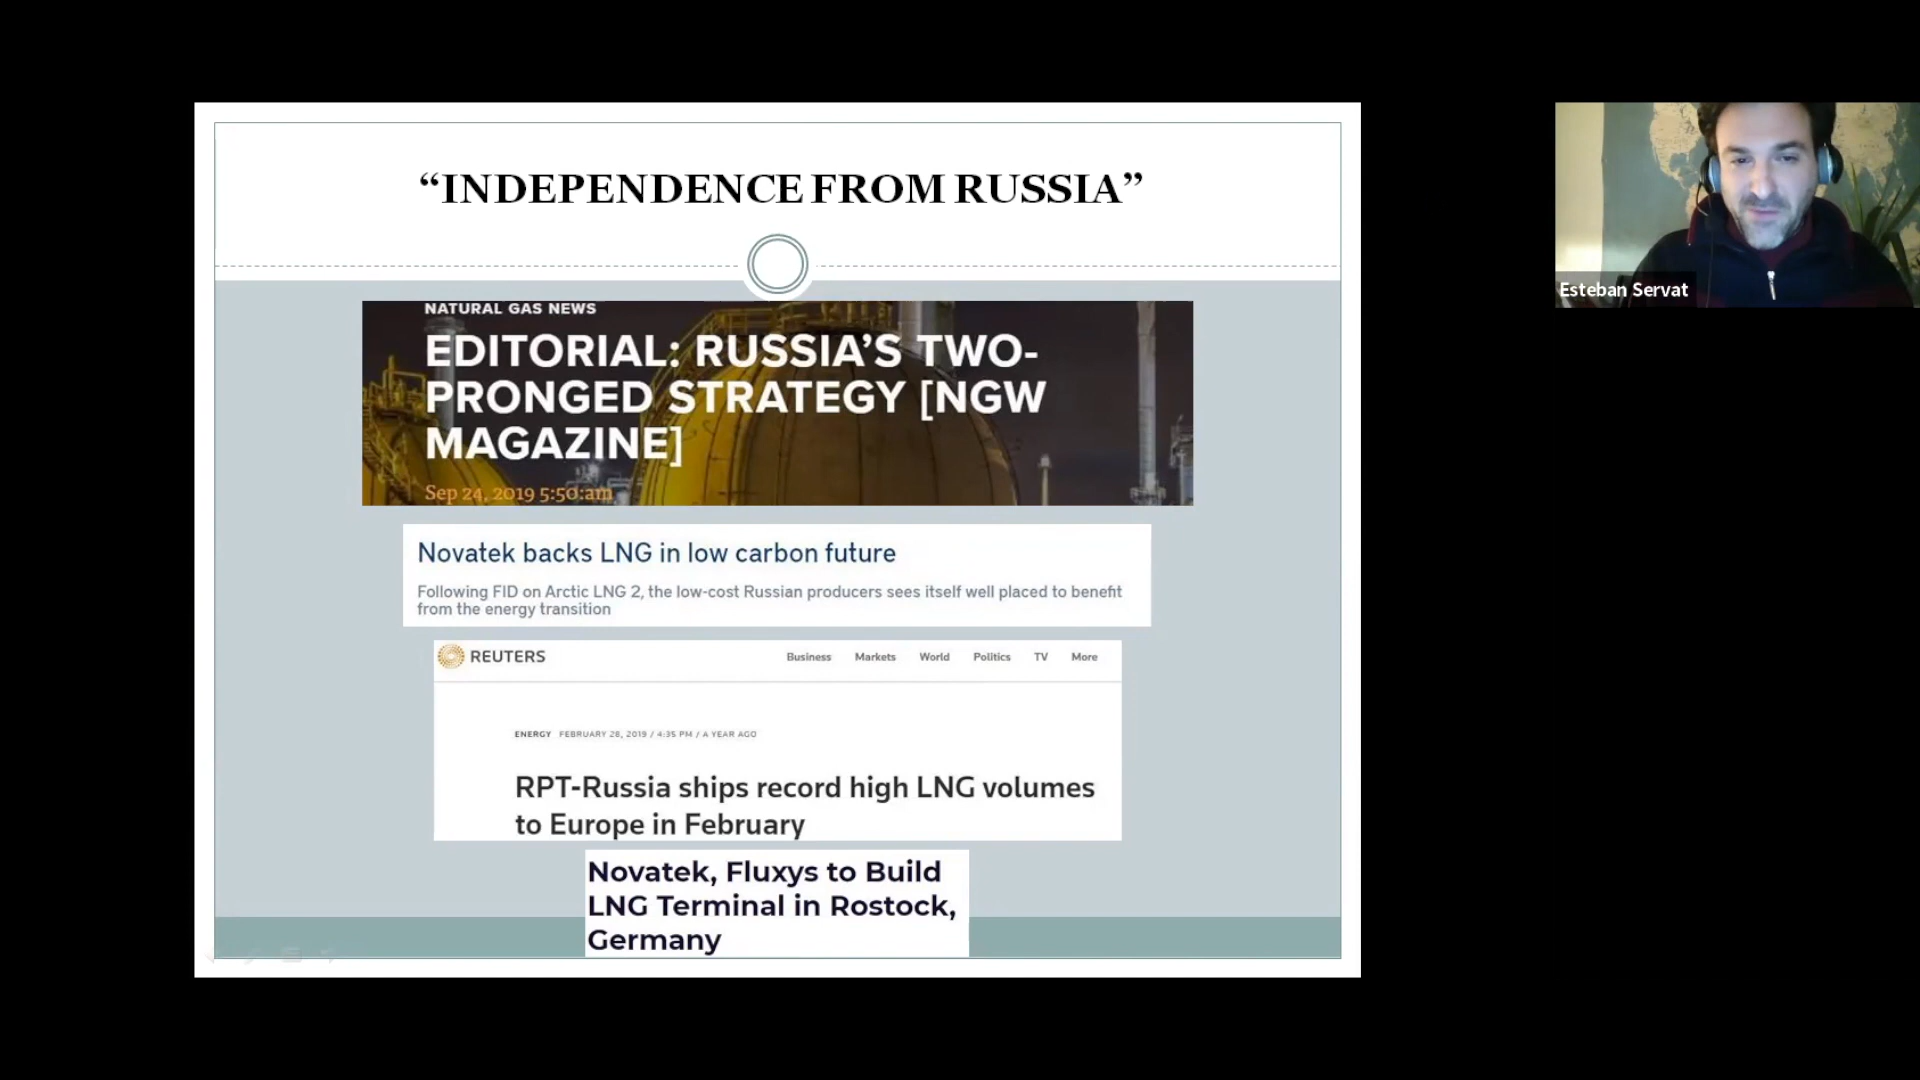 “INDEPENDENCE FROM RUSSIA”
NATURAL GAS NEWS
EDITORIAL: RUSSIA’S TWO-
PRONGED STRATEGY [NGW
MAGAZINE]
Sep 24, 2019 5:50:am
Novatek backs LNG in low carbon future
Following FID on Arctic LNG 2, the low-cost Russian producers sees itself well placed to benefit
from the energy transition
REUTERS Business Markets World Politics TV More
ENERGY FEBRUARY 28, 2019 / 4:35 PM / A YEAR AGO
RPT-Russia ships record high LNG volumes
to Europe in February
Novatek, Fluxys to Build
LNG Terminal in Rostock,
Germany
Esteban Servat